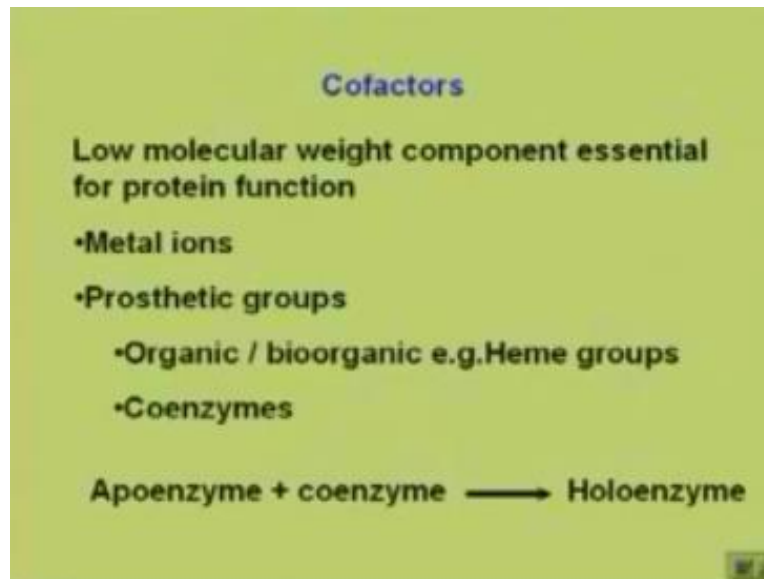 Cofactors
Low molecular weight component essential
for protein function
•Metal ions
•Prosthetic groups
•Organic / bioorganic e.g.Heme groups
•Coenzymes
Apoenzyme + coenzyme ⟶ Holoenzyme